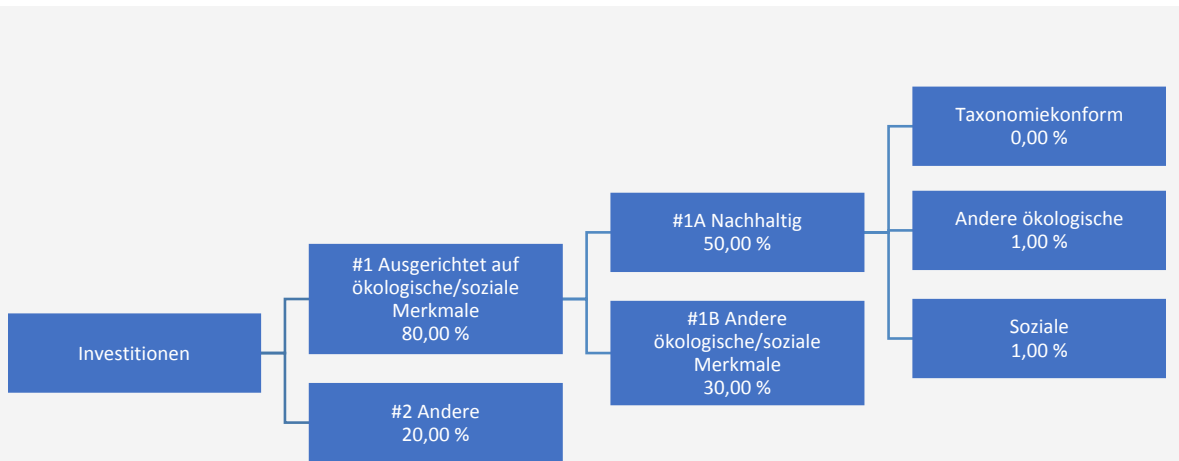 Investitionen
#1 Ausgerichtet auf
ökologische/soziale
Merkmale
80,00 %
#2 Andere
20,00 %
#1A Nachhaltig
50,00 %
#1B Andere
ökologische/soziale
Merkmale
30,00 %
Taxonomiekonform
0,00 %
Andere ökologische
1,00 %
Soziale
1,00 %